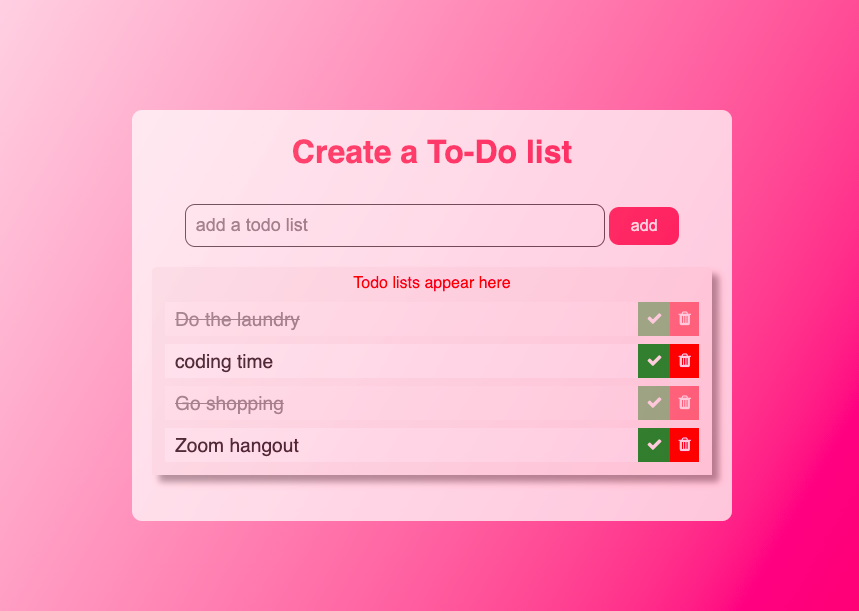 Create a To-Do list
add a todo list
add
Todo lists appear here
Do the laundry
coding time
Go shopping
Zoom hangout